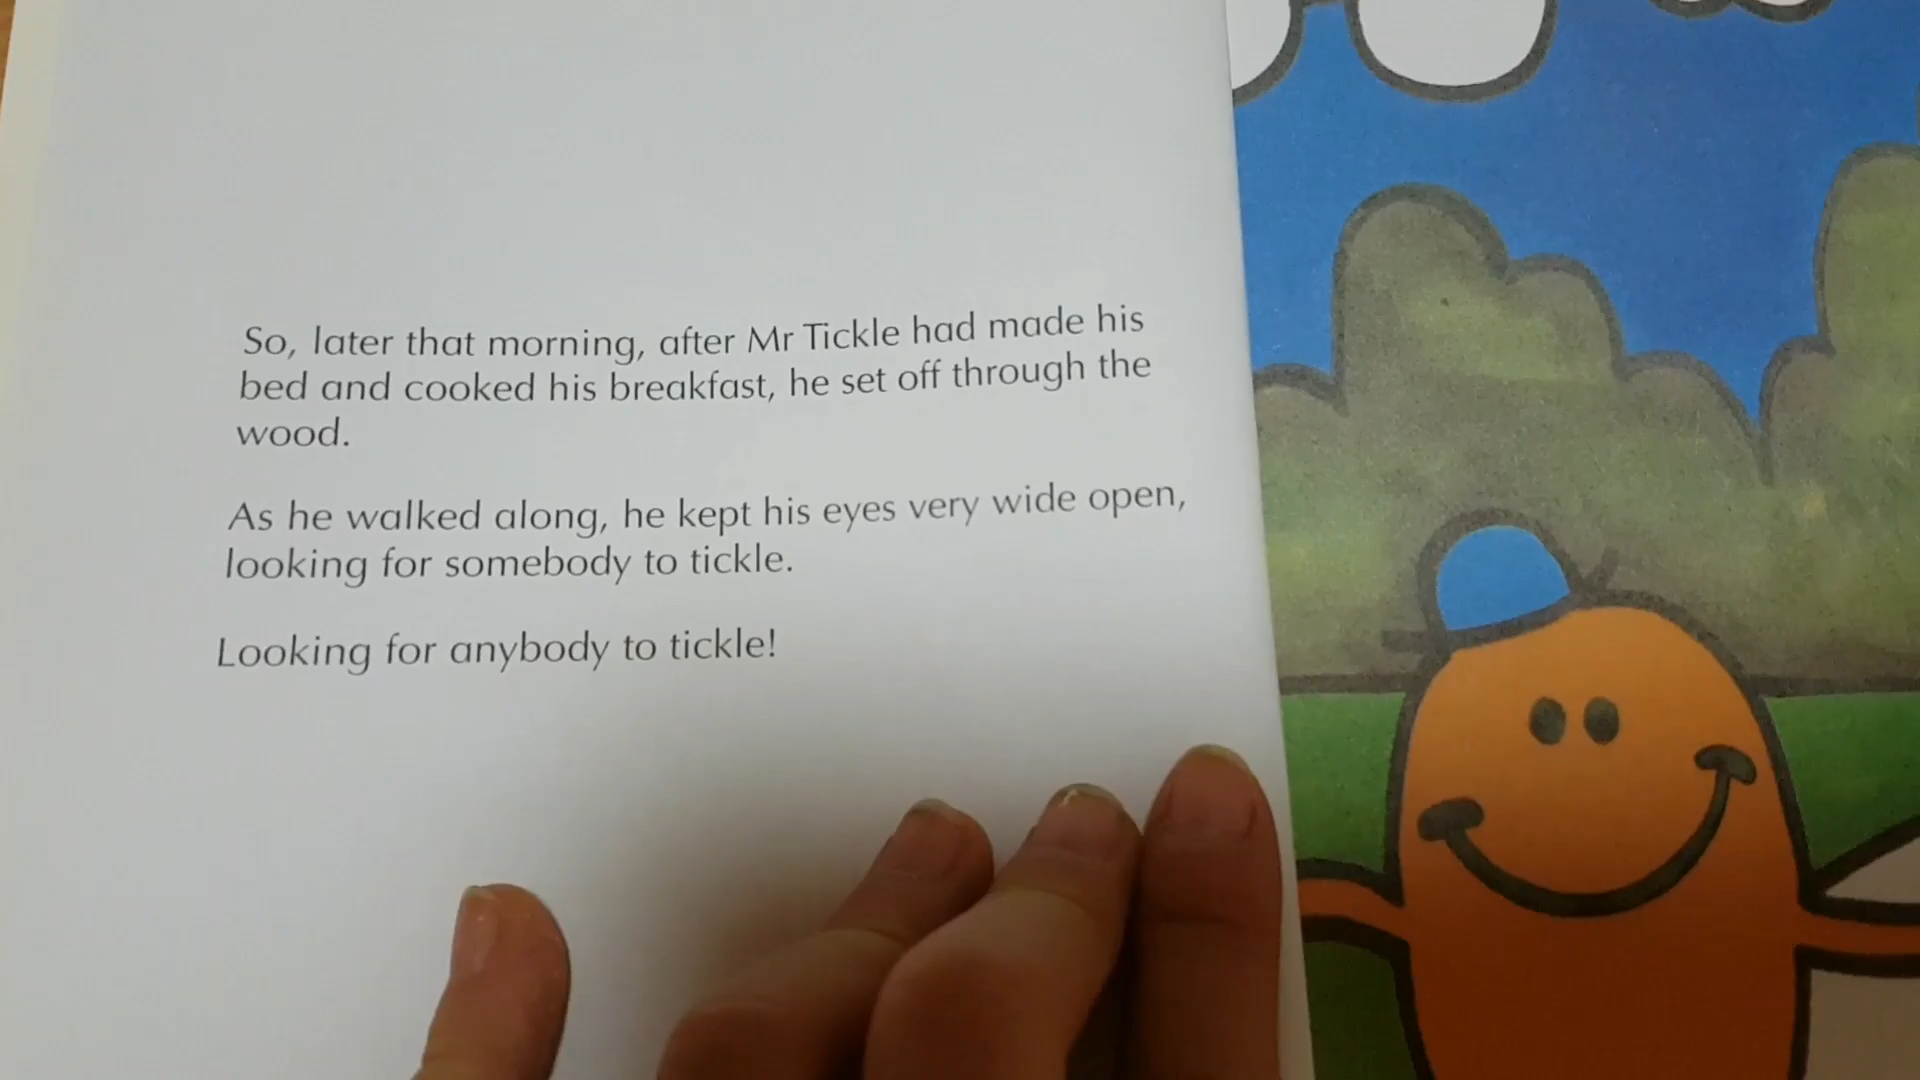 So, later that morning, after Mr Tickle had made his
bed and cooked his breakfast, he set off through the
wood.
As he walked along, he kept his eyes very wide open,
looking for somebody to tickle.
Looking for anybody to tickle!